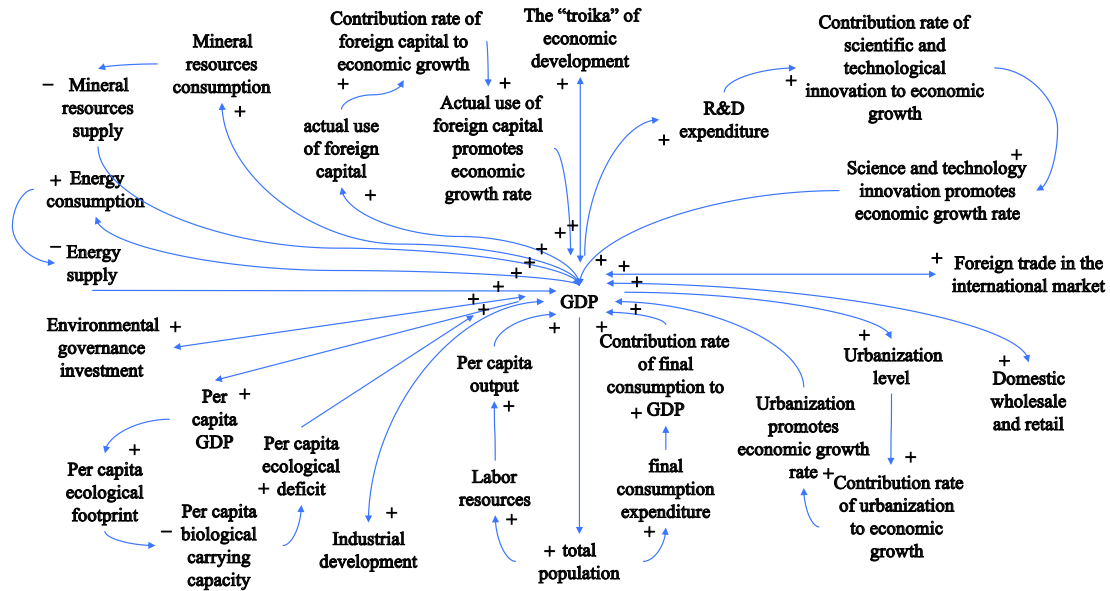 Contribution rate of
foreign capital to
economic growth
The “troika” of
economic
development
Contribution rate of
scientific and
technological
innovation to economic
growth
Mineral
resources
consumption
− Mineral
resources
supply
+
+
+
+
+
actual use
of foreign
capital
+
Actual use of
foreign capital
promotes
economic
growth rate
R&D
expenditure
+
+
Science and technology
innovation promotes
economic growth rate
+ Energy
consumption
− Energy
supply
+
+
+
+
+
+
+
+
+
+
+
+
+
GDP
+
+
+ Foreign trade in the
international market
Environmental +
governance
investment
Per +
capita
GDP
+
Per capita
ecological
footprint
Per capita
ecological
+ deficit
− Per capita
biological
carrying
capacity
+
Industrial
development
Per capita
output
+
Labor
resources
+
+ total
population
+
final
consumption
expenditure
+
Contribution rate
of final
consumption to
GDP
Urbanization
promotes
economic growth
rate +
+
Urbanization
level
+
Contribution rate
of urbanization
to economic
growth
+
Domestic
wholesale
and retail